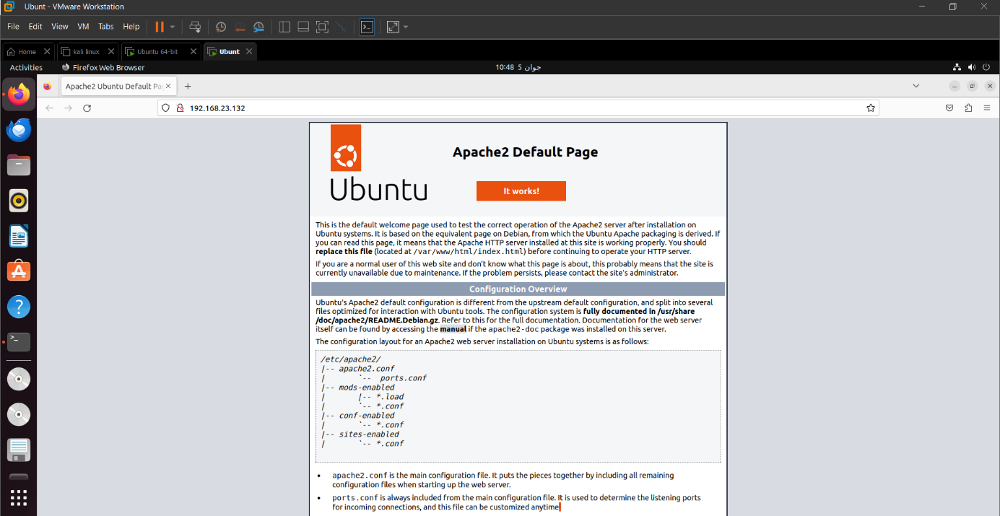 Ubunt - VMware Workstation
File Edit View VM Tabs Help
Home kali linux Ubuntu 64-bit Ubunt
Activities Firefox Web Browser 10:48 5 جوان
Apache2 Ubuntu Default Pa
192.168.23.132
Apache2 Default Page
Ubuntu
It works!
This is the default welcome page used to test the correct operation of the Apache2 server after installation on
Ubuntu systems. It is based on the equivalent page on Debian, from which the Ubuntu Apache packaging is derived. If
you can read this page, it means that the Apache HTTP server installed at this site is working properly. You should
replace this file (located at /var/www/html/index.html) before continuing to operate your HTTP server.
If you are a normal user of this web site and don't know what this page is about, this probably means that the site is
currently unavailable due to maintenance. If the problem persists, please contact the site's administrator.
Configuration Overview
Ubuntu's Apache2 default configuration is different from the upstream default configuration, and split into several
files optimized for interaction with Ubuntu tools. The configuration system is fully documented in /usr/share
/doc/apache2/README.Debian.gz. Refer to this for the full documentation. Documentation for the web server
itself can be found by accessing the manual if the apache2-doc package was installed on this server.
The configuration layout for an Apache2 web server installation on Ubuntu systems is as follows:
/etc/apache2/
|-- apache2.conf
|       `--  ports.conf
|-- mods-enabled
|       |-- *.load
|       `-- *.conf
|-- conf-enabled
|       `-- *.conf
|-- sites-enabled
|       `-- *.conf
• apache2.conf is the main configuration file. It puts the pieces together by including all remaining
configuration files when starting up the web server.
• ports.conf is always included from the main configuration file. It is used to determine the listening ports
for incoming connections, and this file can be customized anytime